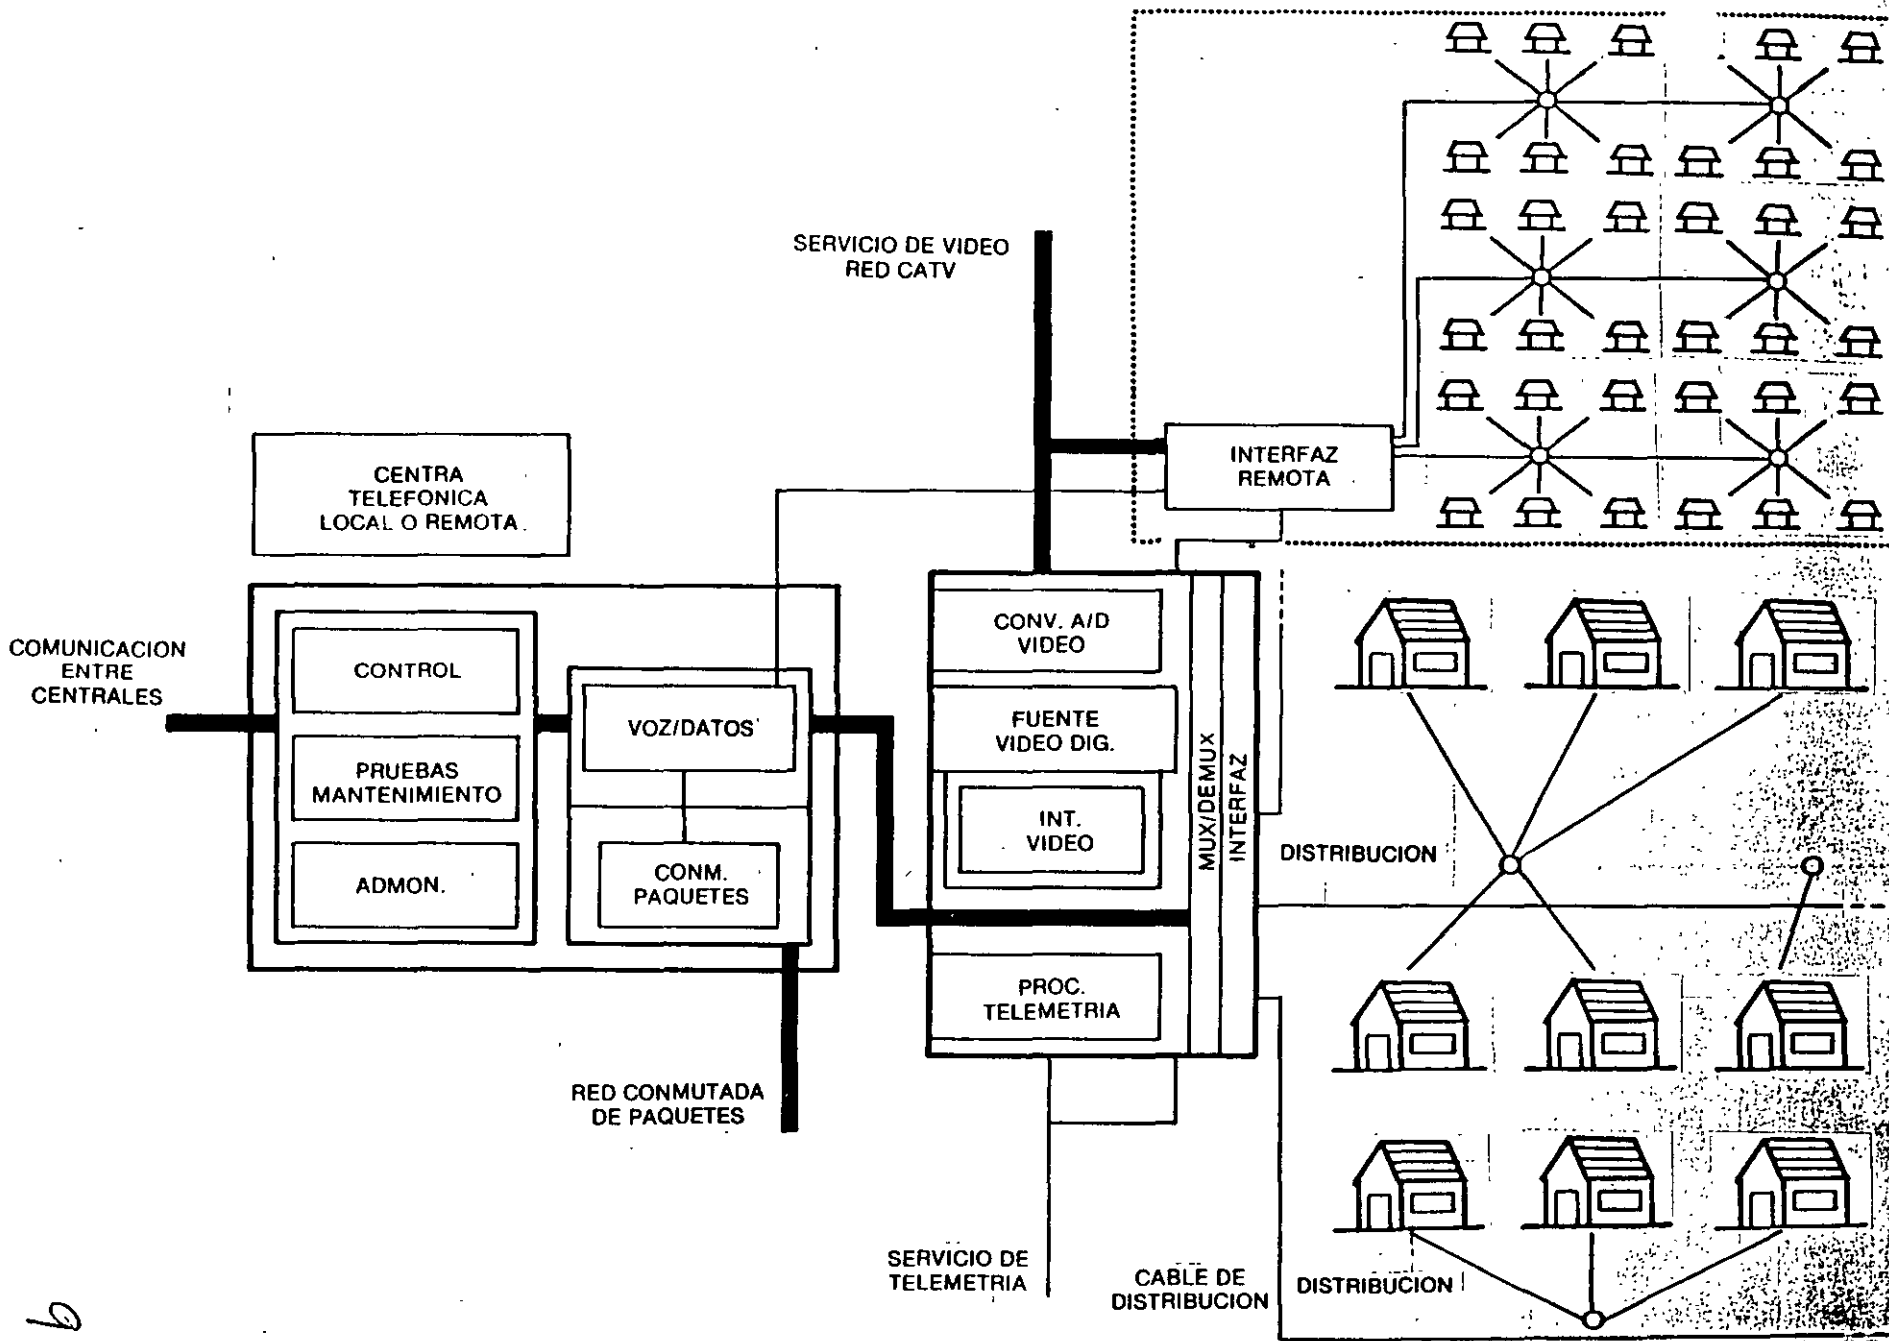 SERVICIO DE VIDEO
RED CATV
INTERFAZ
REMOTA
CENTRA
TELEFONICA
LOCAL O REMOTA
COMUNICACION
ENTRE
CENTRALES
CONTROL
PRUEBAS
MANTENIMIENTO
ADMON.
VOZ/DATOS
CONM.
PAQUETES
RED CONMUTADA
DE PAQUETES
CONV. A/D
VIDEO
FUENTE
VIDEO DIG.
INT.
VIDEO
PROC.
TELEMETRIA
MUX/DEMUX
INTERFAZ
DISTRIBUCION
SERVICIO DE
TELEMETRIA
CABLE DE
DISTRIBUCION
DISTRIBUCION